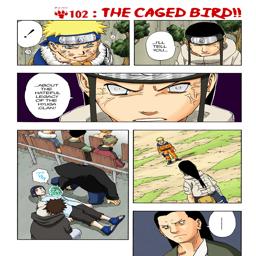 102 : THE CAGED BIRD!!
...!
...I'LL
TELL
YOU...
...ABOUT
THE
HATEFUL
LEGACY
OF THE
HYUGA
CLAN!